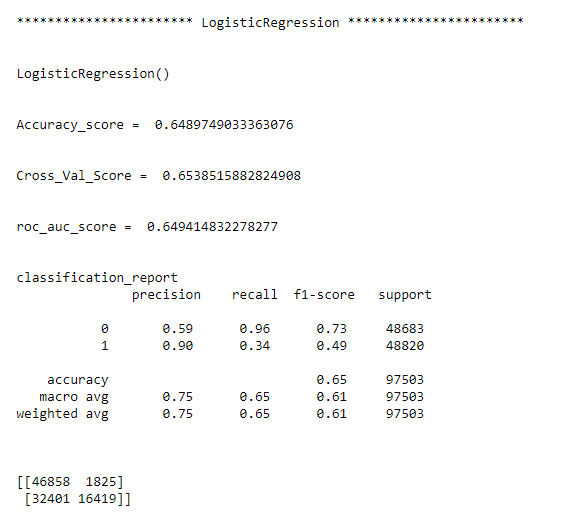 *********************** LogisticRegression ***********************
LogisticRegression()
Accuracy_score =  0.6489749033363076
Cross_Val_Score =  0.6538515882824908
roc_auc_score =  0.649414832278277
classification_report
precision    recall  f1-score   support
0       0.59      0.96      0.73     48683
1       0.90      0.34      0.49     48820
accuracy                           0.65     97503
macro avg       0.75      0.65      0.61     97503
weighted avg       0.75      0.65      0.61     97503
[[46858  1825]
[32401 16419]]